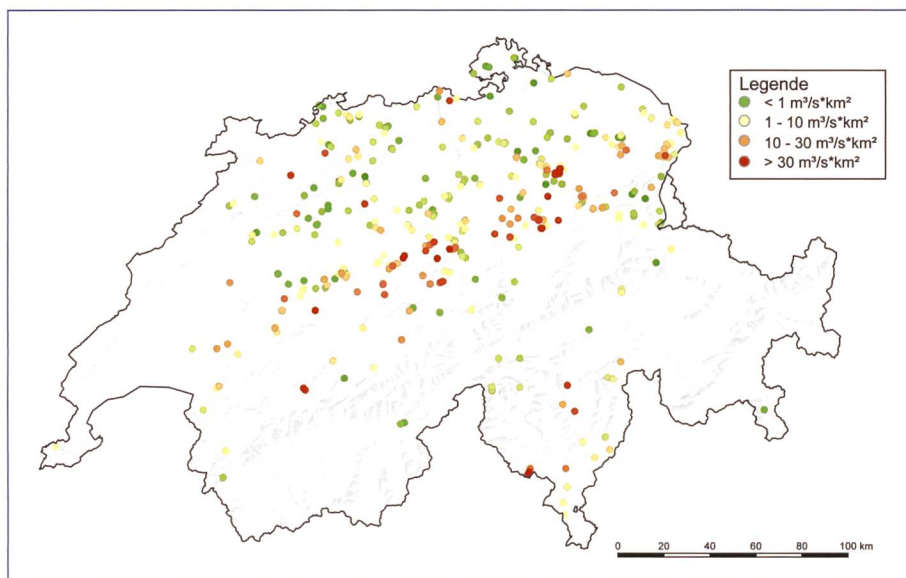 Legende
< 1 m³/s*km²
1 - 10 m³/s*km²
10 - 30 m³/s*km²
> 30 m³/s*km²
0 20 40 60 80 100 km